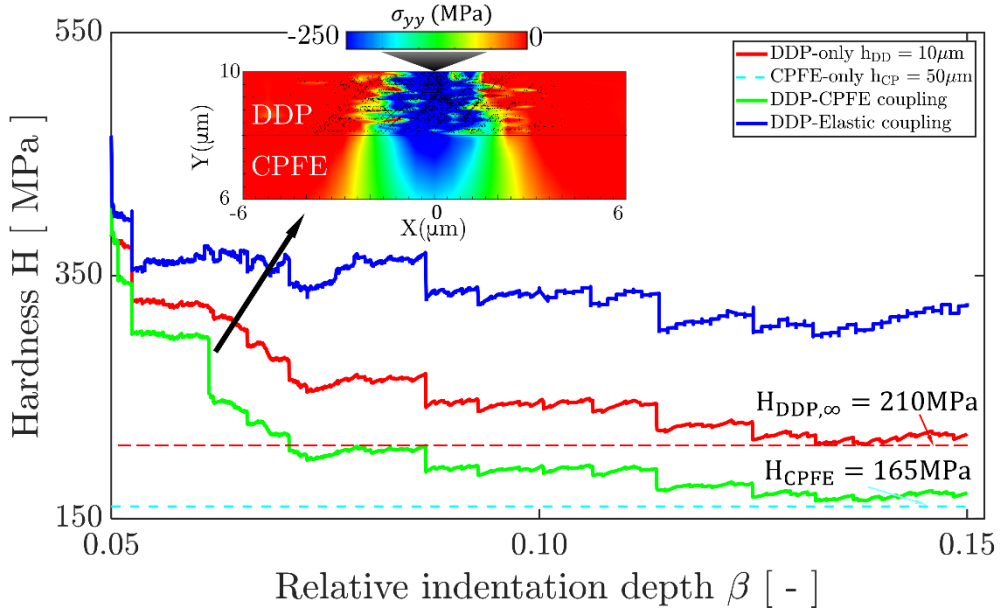 σyy (MPa)
-250 0
550
DDP-only hDD = 10μm
CPFE-only hCP = 50μm
DDP-CPFE coupling
DDP-Elastic coupling
10
DDP
CPFE
Y(μm)
6
-6 0 6
X(μm)
350
Hardness H [ MPa]
HDDP,∞ = 210MPa
HCPFE = 165MPa
150
0.05 0.10 0.15
Relative indentation depth β [ - ]